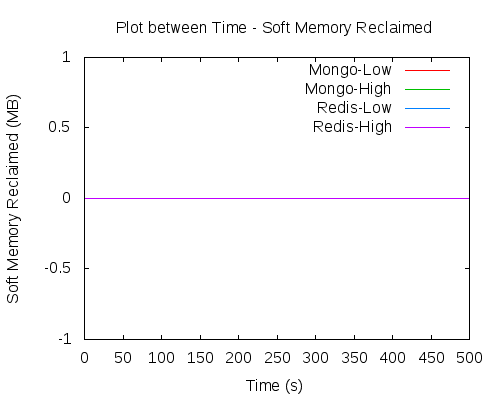 Plot between Time - Soft Memory Reclaimed
1
0.5
0
-0.5
-1
Soft Memory Reclaimed (MB)
Mongo-Low
Mongo-High
Redis-Low
Redis-High
0 50 100 150 200 250 300 350 400 450 500
Time (s)